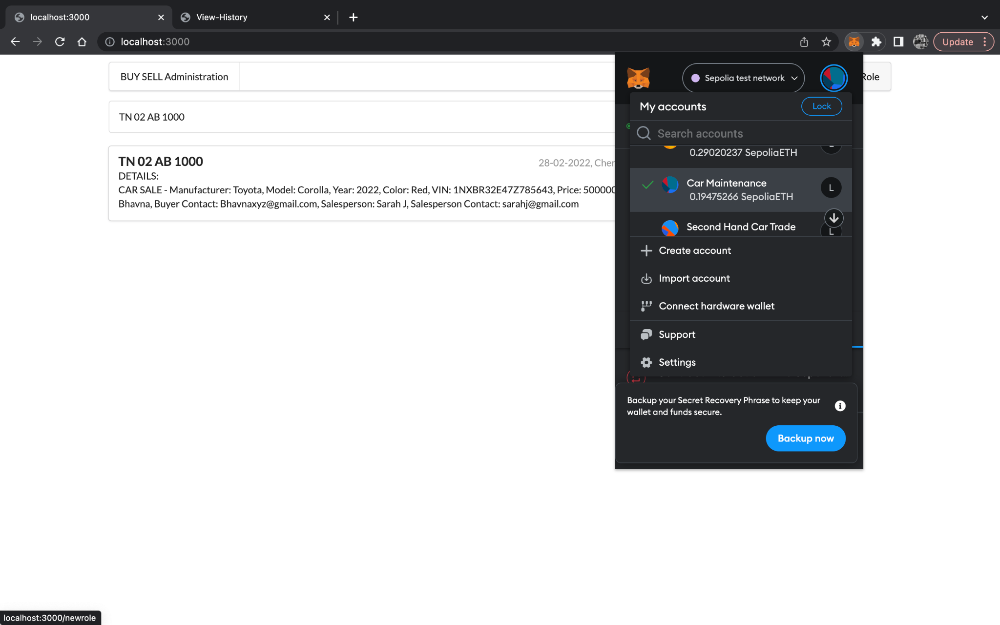 localhost:3000
View-History
localhost:3000
Update
BUY SELL Administration
Role
TN 02 AB 1000
TN 02 AB 1000
28-02-2022,
DETAILS:
CAR SALE - Manufacturer: Toyota, Model: Corolla, Year: 2022, Color: Red, VIN: 1NXBR32E47Z785643, Price: 500000
Bhavna, Buyer Contact: Bhavnaxyz@gmail.com, Salesperson: Sarah J, Salesperson Contact: sarahj@gmail.com
Sepolia test network
My accounts
Lock
Search accounts
0.29020237 SepoliaETH
Car Maintenance
L
0.19475266 SepoliaETH
Second Hand Car Trade
L
Create account
Import account
Connect hardware wallet
Support
Settings
Backup your Secret Recovery Phrase to keep your
wallet and funds secure.
Backup now
localhost:3000/newrole